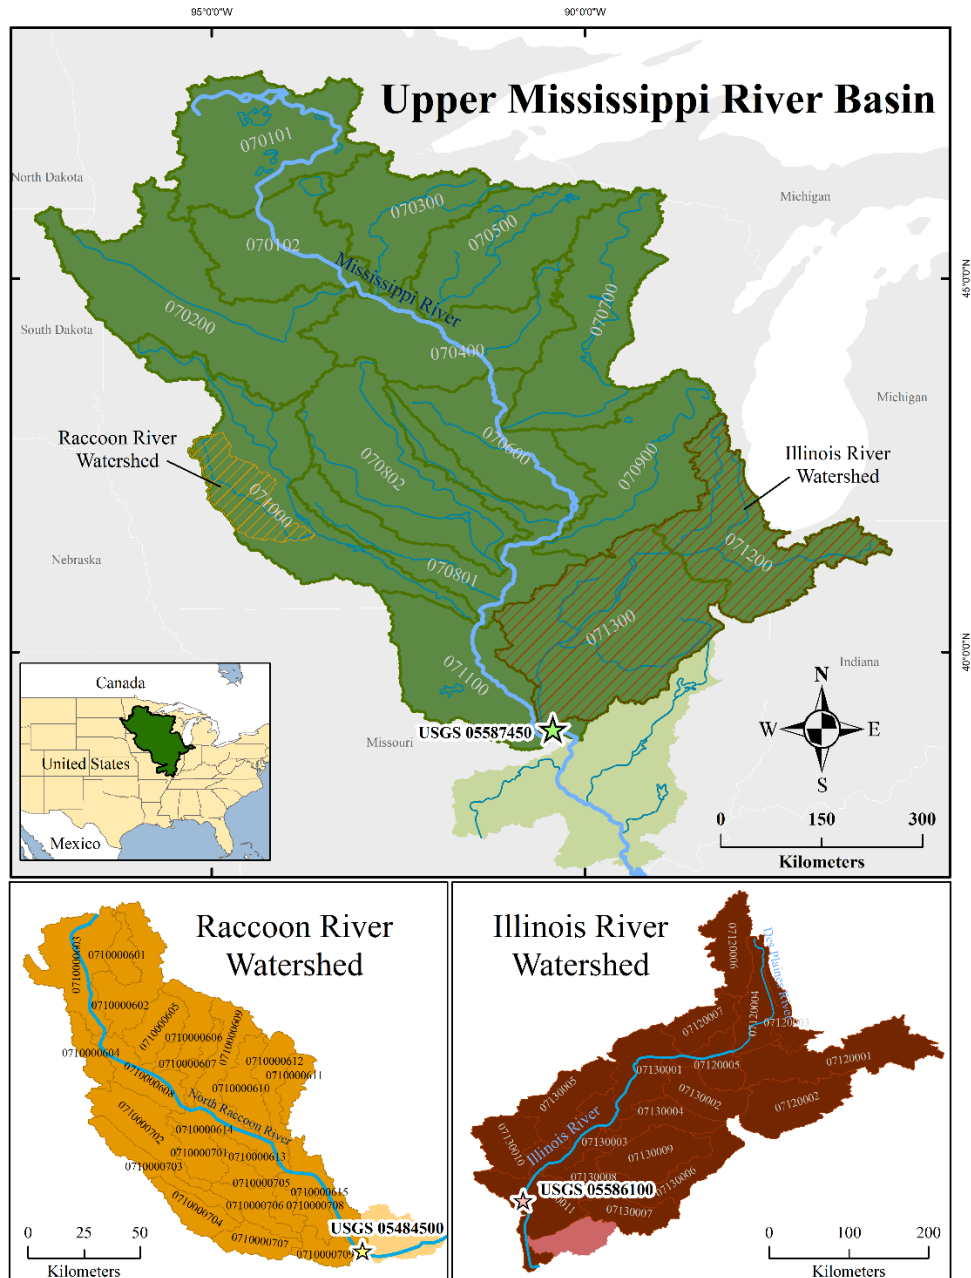 95°0'0"W
90°0'0"W
Upper Mississippi River Basin
070101
North Dakota
Michigan
070300
070500
070102
Mississippi River
45°0'0"N
070700
070200
South Dakota
070400
Michigan
Raccoon River
Watershed
070600
070900
Illinois River
Watershed
070802
071000
Nebraska
070801
071200
071300
40°0'0"N
Indiana
071100
Canada
United States
Mexico
Missouri
USGS 05587450
N
W
E
S
0
150
300
Kilometers
Raccoon River
Watershed
0710000603
0710000601
0710000602
0710000605
0710000606
0710000609
0710000604
0710000607
0710000612
0710000611
0710000608
0710000610
North Raccoon River
0710000702
0710000614
0710000701
0710000613
0710000703
0710000705
0710000615
0710000704
0710000706
0710000708
USGS 05484500
0710000707
0710000709
0
25
50
Kilometers
Illinois River
Watershed
07120006
Des Plaines River
07120004
07120003
07120007
07120001
07130001
07120005
07130005
07130002
07120002
07130004
Illinois River
07130003
07130010
07130009
07130008
07130006
USGS 05586100
07130007
0
100
200
Kilometers